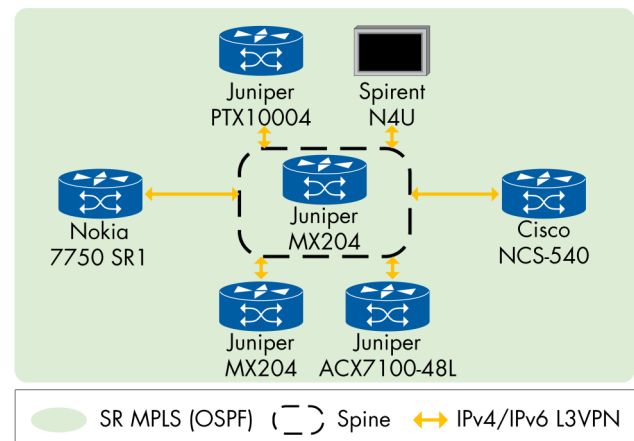 Juniper
PTX10004
Spirent
N4U
Nokia
7750 SR1
Juniper
MX204
Cisco
NCS-540
Juniper
MX204
Juniper
ACX7100-48L
SR MPLS (OSPF)
Spine
IPv4/IPv6 L3VPN